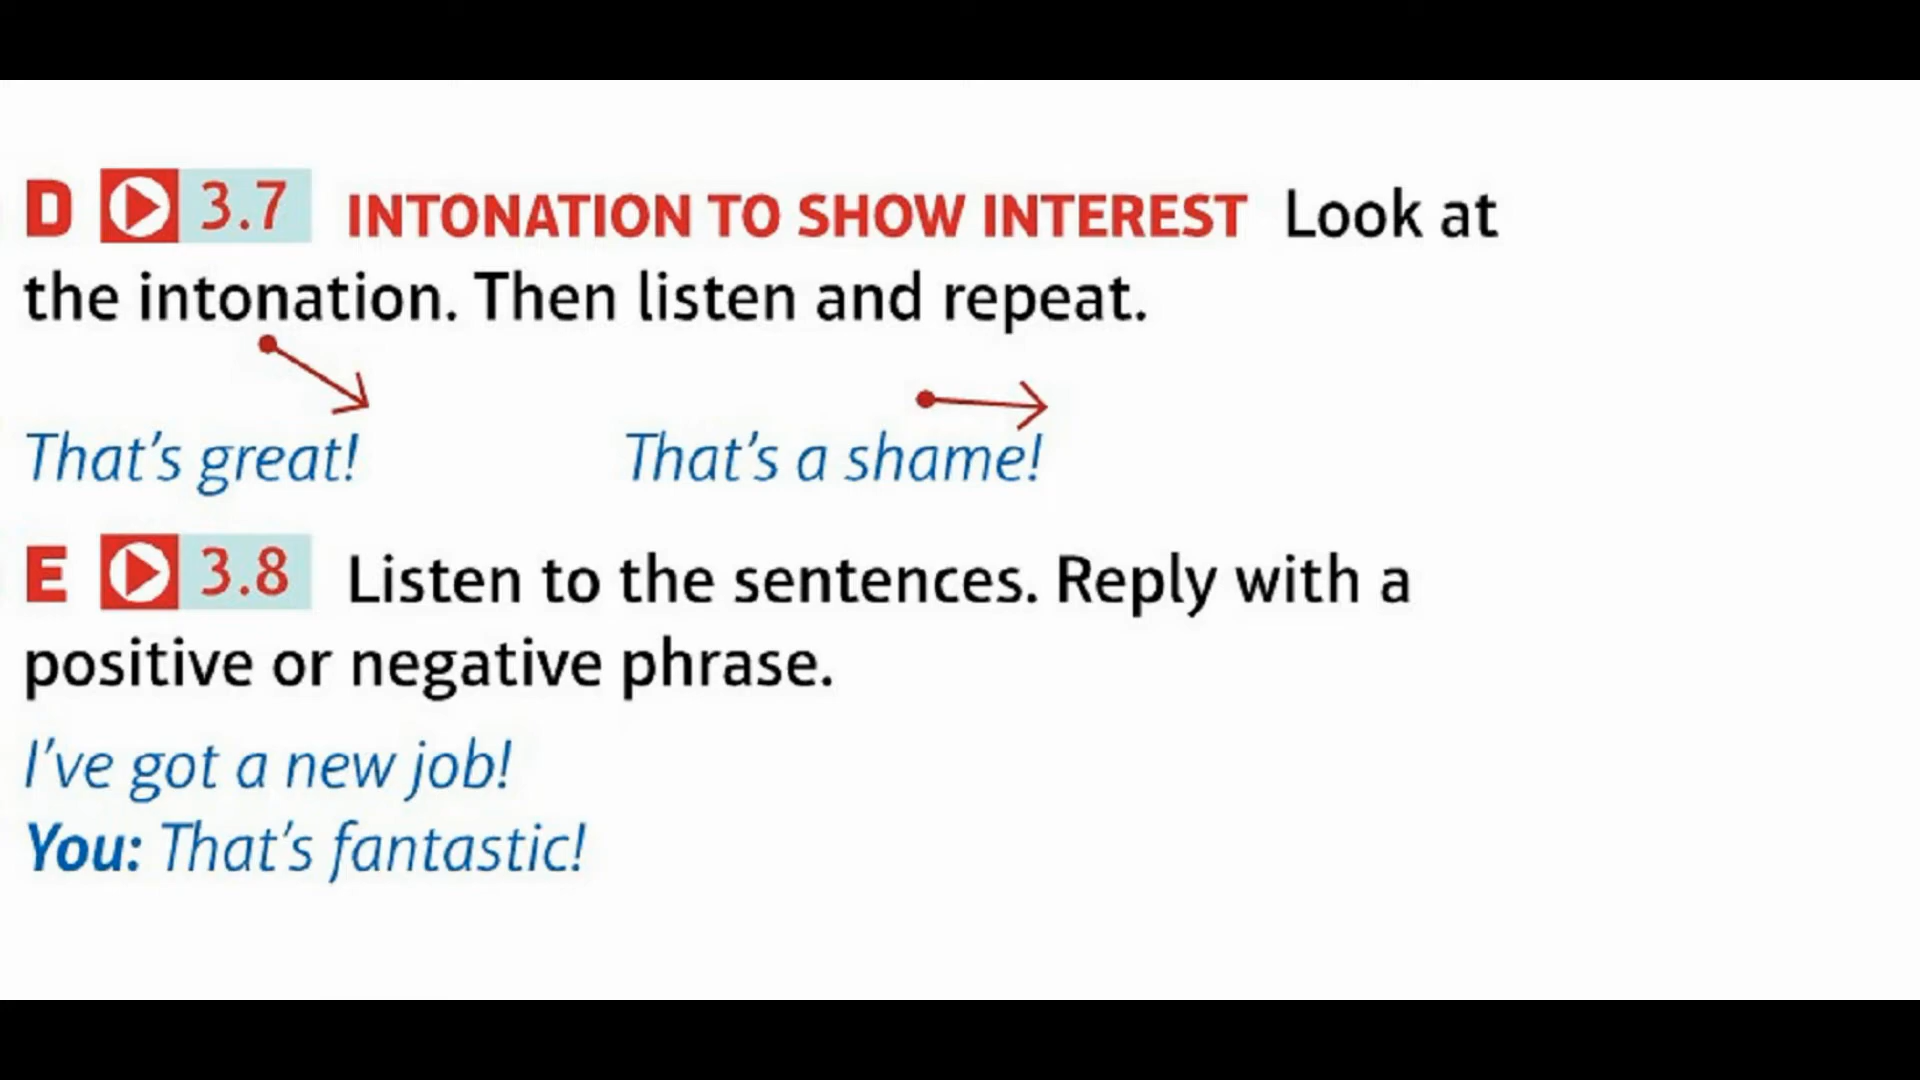 D 3.7 INTONATION TO SHOW INTEREST Look at
the intonation. Then listen and repeat.
That's great! That's a shame!
E 3.8 Listen to the sentences. Reply with a
positive or negative phrase.
I've got a new job!
You: That's fantastic!